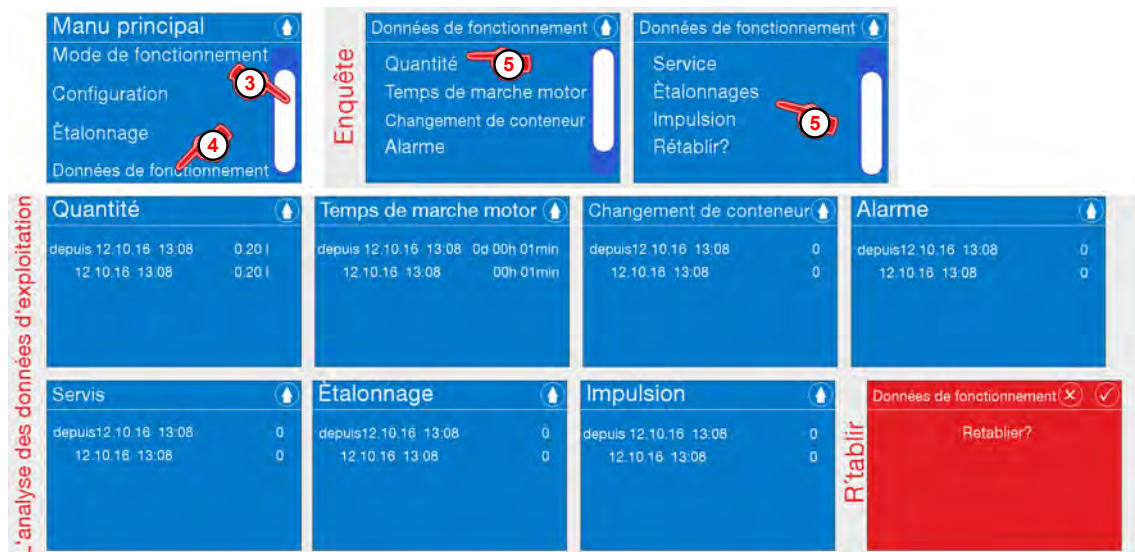 Manu principal
Mode de fonctionnement
3
Configuration
Ètalonnage
4
Données de fonctionnement
Enquête
Données de fonctionnement
Quantité
5
Temps de marche motor
Changement de conteneur
Alarme
Données de fonctionnement
Service
Ètalonnages
Impulsion
5
Rétablir?
L'analyse des données d'exploitation
Quantité
depuis 12.10.16 13:08 0.20 l
12.10.16 13:08 0.20 l
Temps de marche motor
depuis 12.10.16 13:08 0d 00h 01min
12.10.16 13:08 00h 01min
Changement de conteneur
depuis 12.10.16 13:08 0
12.10.16 13:08 0
Alarme
depuis12.10.16 13:08 0
12.10.16 13:08 0
Servis
depuis12.10.16 13:08 0
12.10.16 13:08 0
Ètalonnage
depuis12.10.16 13:08 0
12.10.16 13:08 0
Impulsion
depuis 12.10.16 13:08 0
12.10.16 13:08 0
R'tablir
Données de fonctionnement
Retablier?